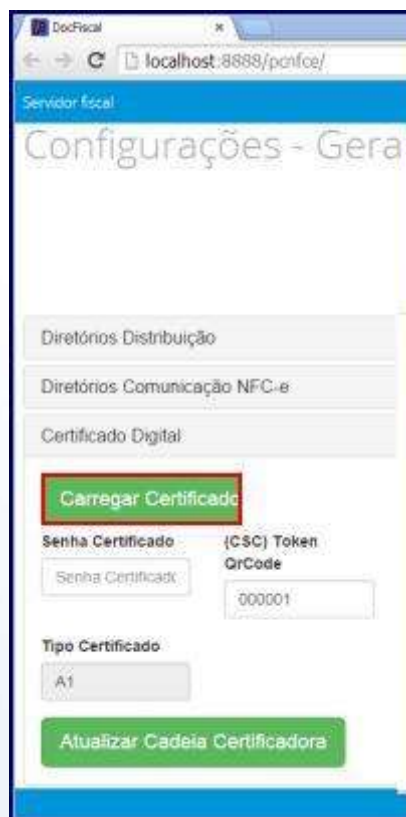 DocFiscal
localhost:8888/pcnfce/
Servidor fiscal
Configurações - Gera
Diretórios Distribuição
Diretórios Comunicação NFC-e
Certificado Digital
Carregar Certificado
Senha Certificado
(CSC) Token
QrCode
Senha Certificadc
000001
Tipo Certificado
A1
Atualizar Cadeia Certificadora